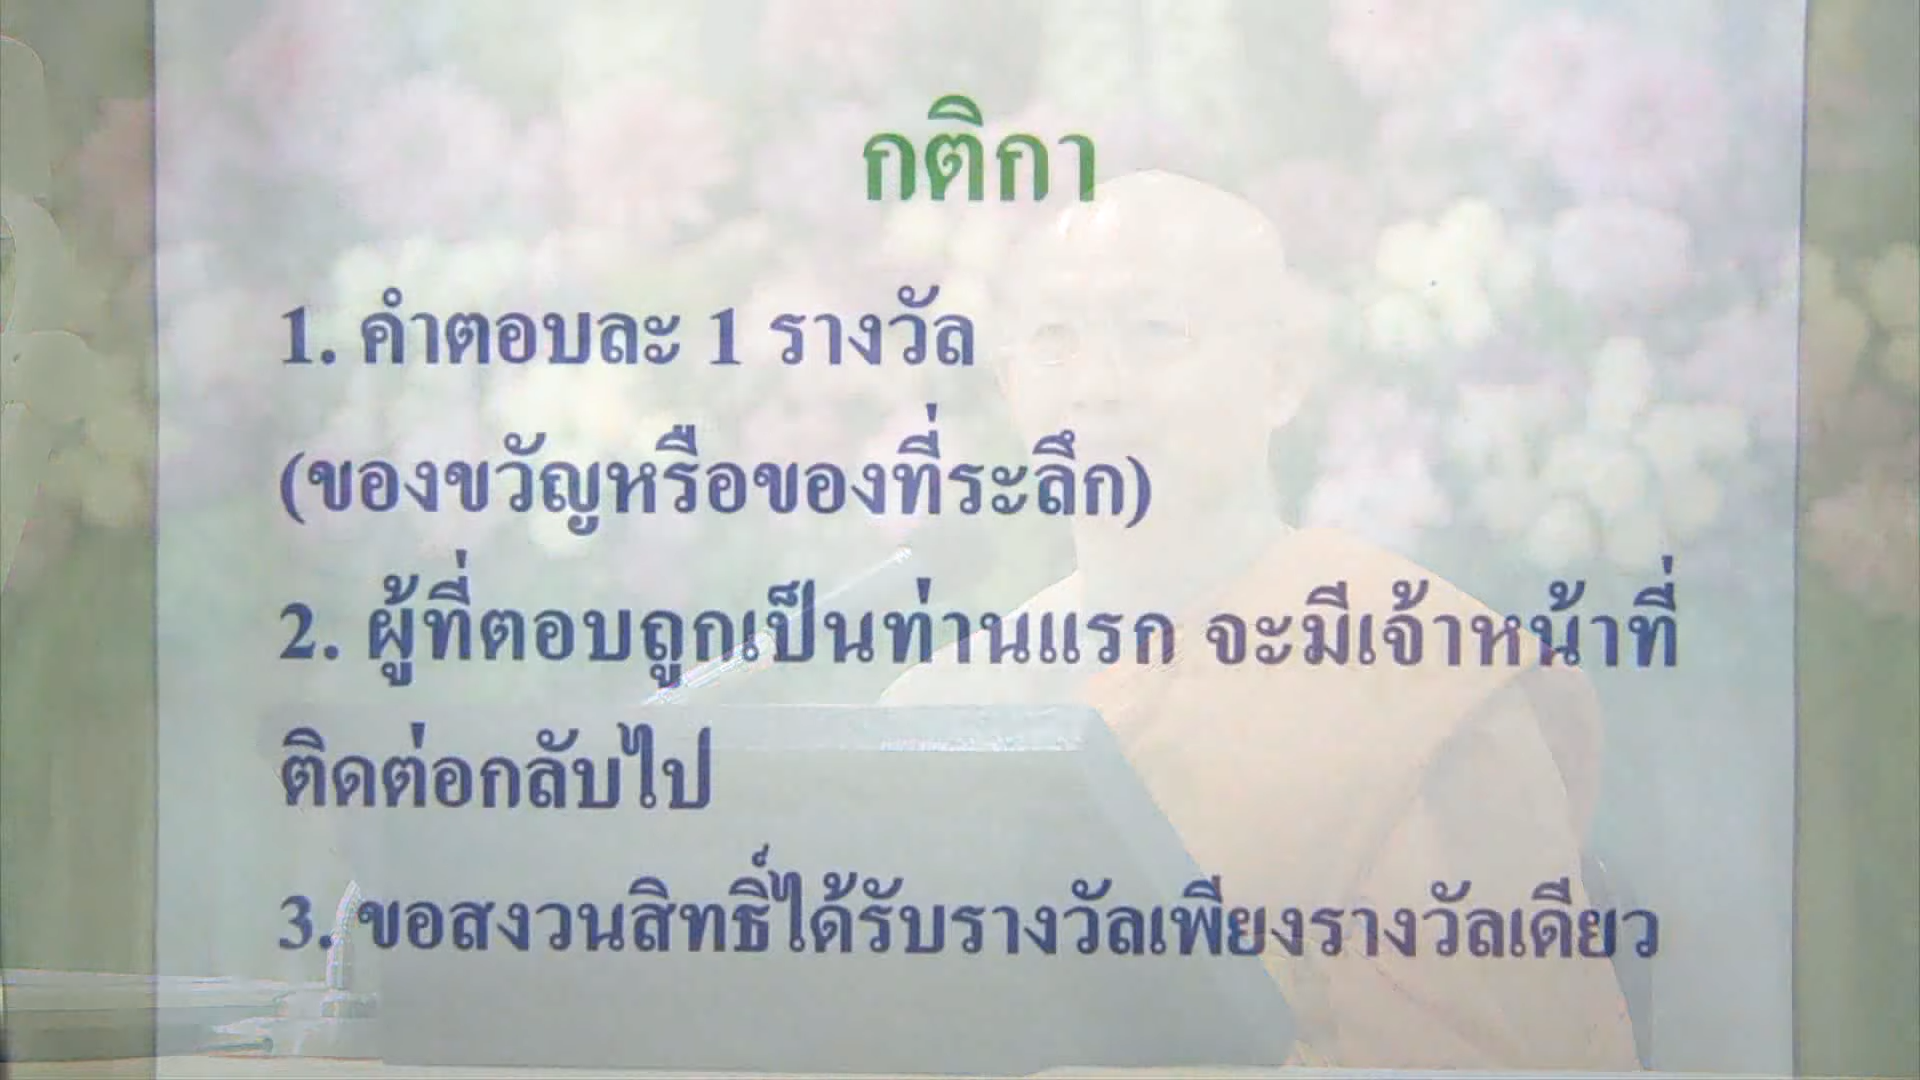 กติกา
1. คำตอบละ 1 รางวัล
(ของขวัญหรือของที่ระลึก)
2. ผู้ที่ตอบถูกเป็นท่านแรก จะมีเจ้าหน้าที่
ติดต่อกลับไป
3. ขอสงวนสิทธิ์ได้รับรางวัลเพียงรางวัลเดียว